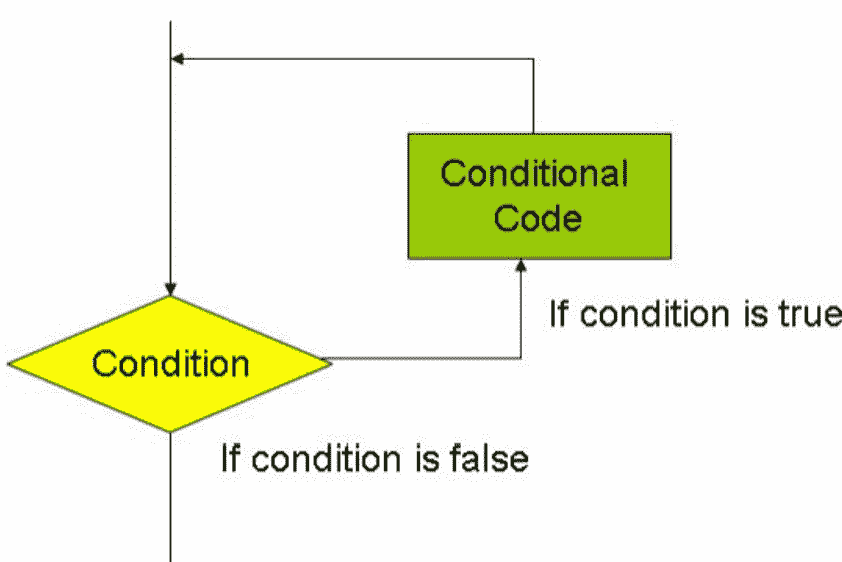 Conditional
Code
If condition is true
Condition
If condition is false